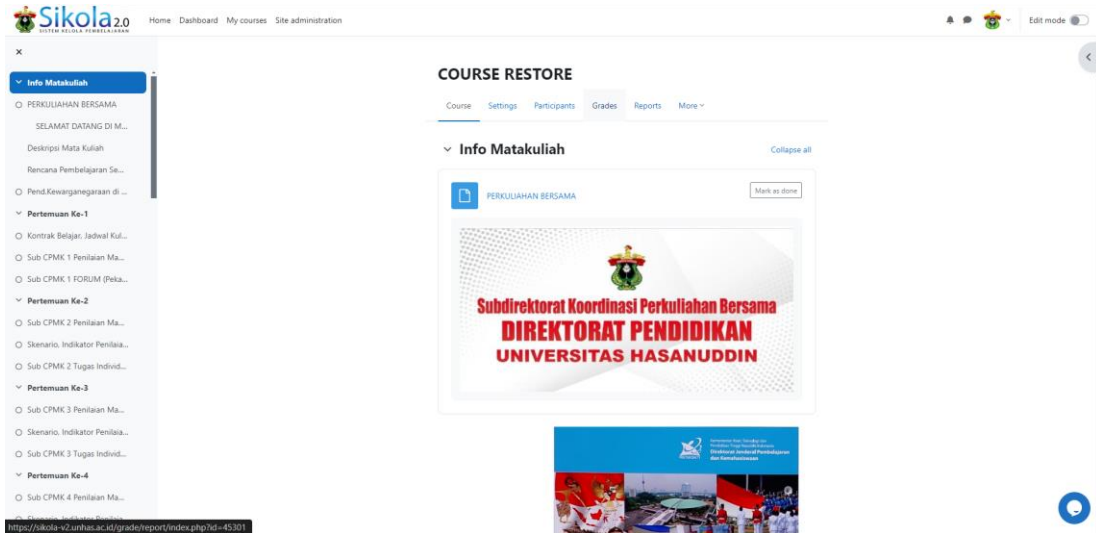 Sikola 2.0
SISTEM KELOLA PEMBELAJARAN
Home Dashboard My courses Site administration
Edit mode
Info Matakuliah
PERKULIAHAN BERSAMA
SELAMAT DATANG DI M...
Deskripsi Mata Kuliah
Rencana Pembelajaran Se...
Pend.Kewarganegaraan di ...
Pertemuan Ke-1
Kontrak Belajar, Jadwal Kul...
Sub CPMK 1 Penilaian Ma...
Sub CPMK 1 FORUM (Peka...
Pertemuan Ke-2
Sub CPMK 2 Penilaian Ma...
Skenario, Indikator Penilaia...
Sub CPMK 2 Tugas Individ...
Pertemuan Ke-3
Sub CPMK 3 Penilaian Ma...
Skenario, Indikator Penilaia...
Sub CPMK 3 Tugas Individ...
Pertemuan Ke-4
Sub CPMK 4 Penilaian Ma...
https://sikola-v2.unhas.ac.id/grade/report/index.php?id=45301
COURSE RESTORE
Course Settings Participants Grades Reports More
Info Matakuliah
Collapse all
PERKULIAHAN BERSAMA
Mark as done
Subdirektorat Koordinasi Perkuliahan Bersama
DIREKTORAT PENDIDIKAN
UNIVERSITAS HASANUDDIN
Direktorat Jenderal Pembelajaran
dan Kemahasiswaan